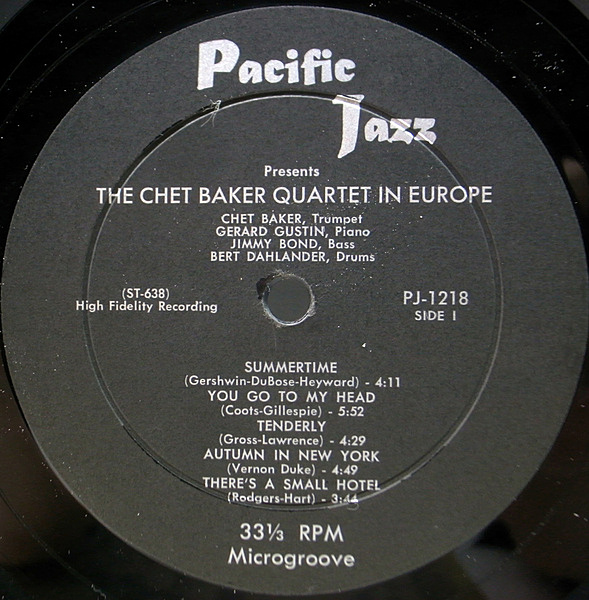 Pacific
Jazz
Presents
THE CHET BAKER QUARTET IN EUROPE
CHET BAKER, Trumpet
GERARD GUSTIN, Piano
JIMMY BOND, Bass
BERT DAHLANDER, Drums
(ST-638)
High Fidelity Recording
PJ-1218
SIDE 1
SUMMERTIME
(Gershwin-DuBose-Heyward) - 4:11
YOU GO TO MY HEAD
(Coots-Gillespie) - 5:52
TENDERLY
(Gross-Lawrence) - 4:29
AUTUMN IN NEW YORK
(Vernon Duke) - 4:49
THERE'S A SMALL HOTEL
(Rodgers-Hart) - 3:44
33⅓ RPM
Microgroove